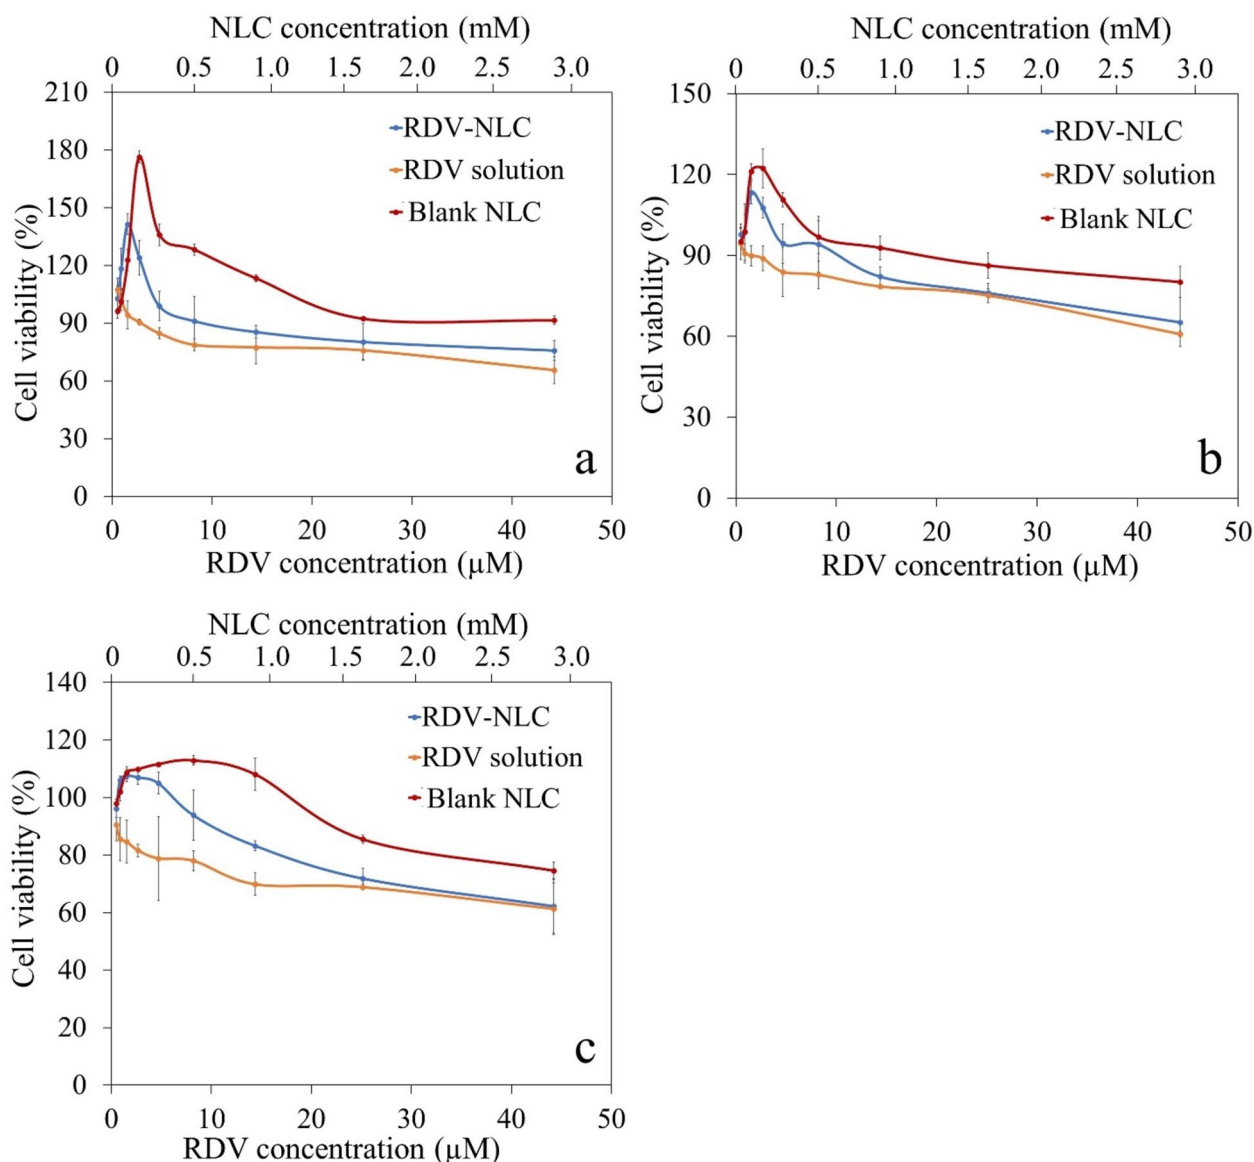 NLC concentration (mM)
0 0.5 1.0 1.5 2.0 2.5 3.0
210
180
150
120
90
60
30
0
Cell viability (%)
RDV-NLC
RDV solution
Blank NLC
a
0 10 20 30 40 50
RDV concentration (µM)
NLC concentration (mM)
0 0.5 1.0 1.5 2.0 2.5 3.0
150
120
90
60
30
0
Cell viability (%)
RDV-NLC
RDV solution
Blank NLC
b
0 10 20 30 40 50
RDV concentration (µM)
NLC concentration (mM)
0 0.5 1.0 1.5 2.0 2.5 3.0
140
120
100
80
60
40
20
0
Cell viability (%)
RDV-NLC
RDV solution
Blank NLC
c
0 10 20 30 40 50
RDV concentration (µM)